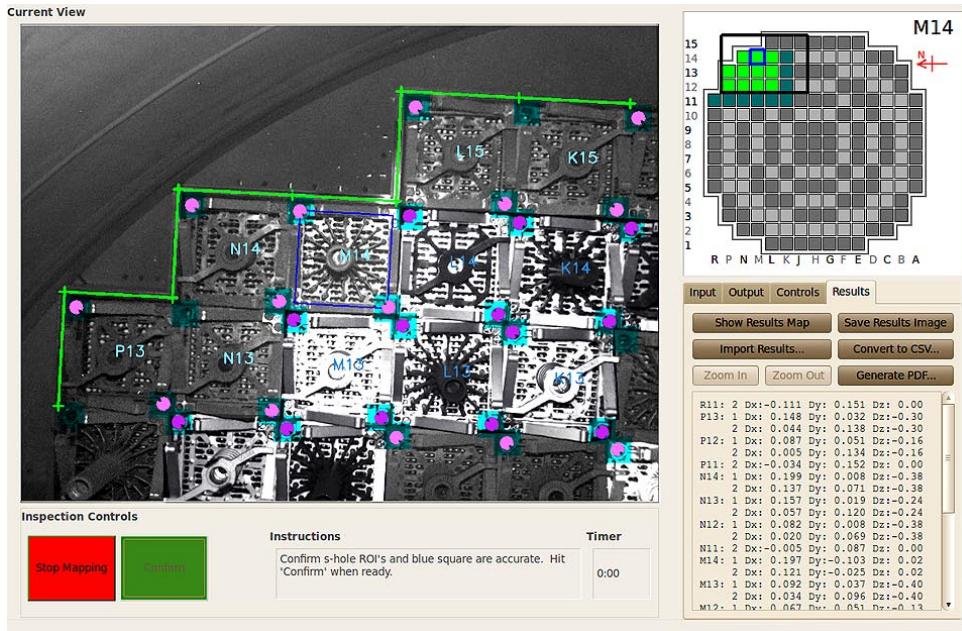 Current View
M14
N
15
14
13
12
11
10
9
8
7
6
5
4
3
2
1
R P N M L K J H G F E D C B A
L15
K15
N14
M14
L14
K14
P13
N13
M13
L13
K13
Input Output Controls Results
Show Results Map Save Results Image
Import Results... Convert to CSV...
Zoom In Zoom Out Generate PDF...
R11: 2 Dx:-0.111 Dy: 0.151 Dz: 0.00
P13: 1 Dx: 0.148 Dy: 0.032 Dz:-0.30
2 Dx: 0.044 Dy: 0.138 Dz:-0.30
P12: 1 Dx: 0.087 Dy: 0.051 Dz:-0.16
2 Dx: 0.005 Dy: 0.134 Dz:-0.16
P11: 2 Dx:-0.034 Dy: 0.152 Dz: 0.00
N14: 1 Dx: 0.199 Dy: 0.008 Dz:-0.38
2 Dx: 0.137 Dy: 0.071 Dz:-0.38
N13: 1 Dx: 0.157 Dy: 0.019 Dz:-0.24
2 Dx: 0.057 Dy: 0.120 Dz:-0.24
N12: 1 Dx: 0.082 Dy: 0.008 Dz:-0.38
2 Dx: 0.020 Dy: 0.069 Dz:-0.38
N11: 2 Dx:-0.005 Dy: 0.087 Dz: 0.00
M14: 1 Dx: 0.197 Dy:-0.103 Dz: 0.02
2 Dx: 0.121 Dy:-0.025 Dz: 0.02
M13: 1 Dx: 0.092 Dy: 0.037 Dz:-0.40
2 Dx: 0.034 Dy: 0.096 Dz:-0.40
M12: 1 Dx: 0.067 Dy: 0.051 Dz:-0.13
Inspection Controls
Stop Mapping
Confirm
Instructions
Confirm s-hole ROI's and blue square are accurate. Hit
'Confirm' when ready.
Timer
0:00